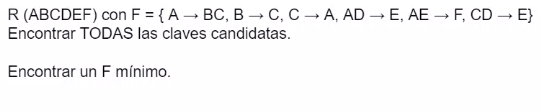 R (ABCDEF) con F = { A → BC, B → C, C → A, AD → E, AE → F, CD → E}
Encontrar TODAS las claves candidatas.
Encontrar un F mínimo.